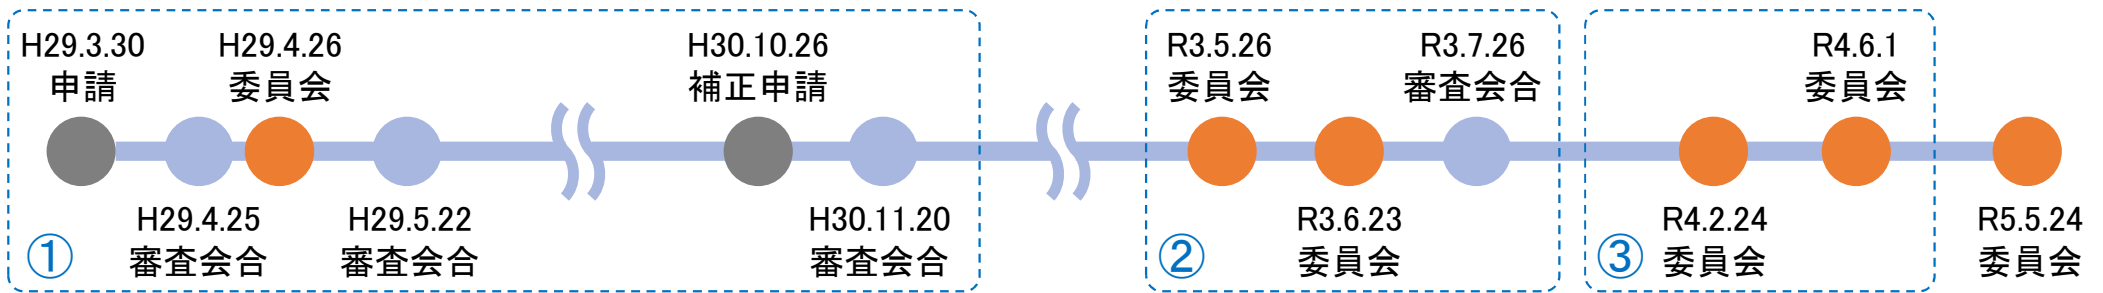 H29.3.30
申請
H29.4.26
委員会
H30.10.26
補正申請
H29.4.25
審査会合
H29.5.22
審査会合
H30.11.20
審査会合
①
R3.5.26
委員会
R3.7.26
審査会合
R3.6.23
委員会
②
R4.6.1
委員会
R4.2.24
委員会
③
R5.5.24
委員会